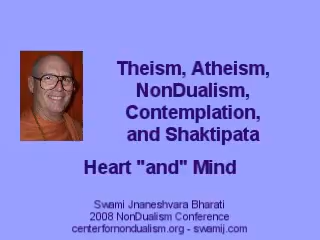 Theism, Atheism,
NonDualism,
Contemplation,
and Shaktipata
Heart "and" Mind
Swami Jnaneshvara Bharati
2008 NonDualism Conference
centerfornondualism.org - swamij.com